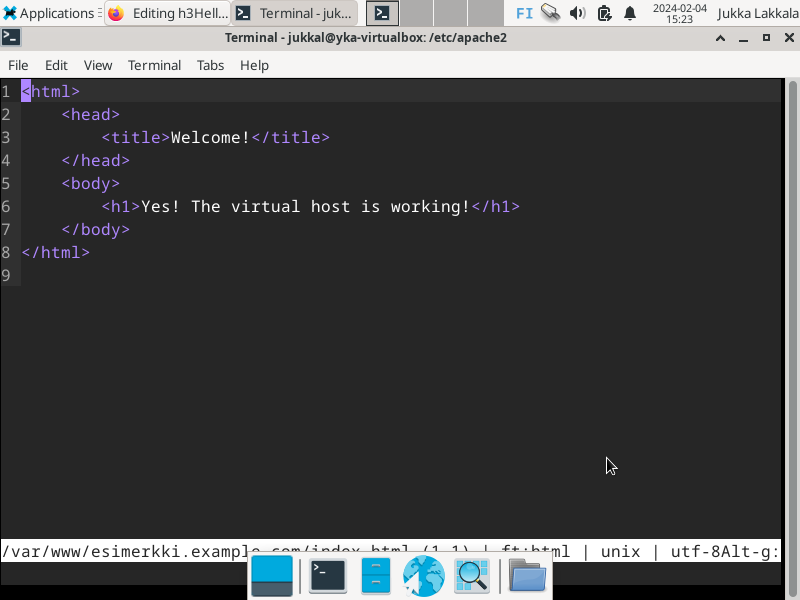 Applications Editing h3Hell... Terminal - juk... FI 2024-02-04 15:23 Jukka Lakkala
Terminal - jukkal@yka-virtualbox: /etc/apache2
File Edit View Terminal Tabs Help
1 <html>
2 <head>
3 <title>Welcome!</title>
4 </head>
5 <body>
6 <h1>Yes! The virtual host is working!</h1>
7 </body>
8 </html>
9
/var/www/esimerkki.example.com/index.html (1,1) | ft:html | unix | utf-8Alt-g: